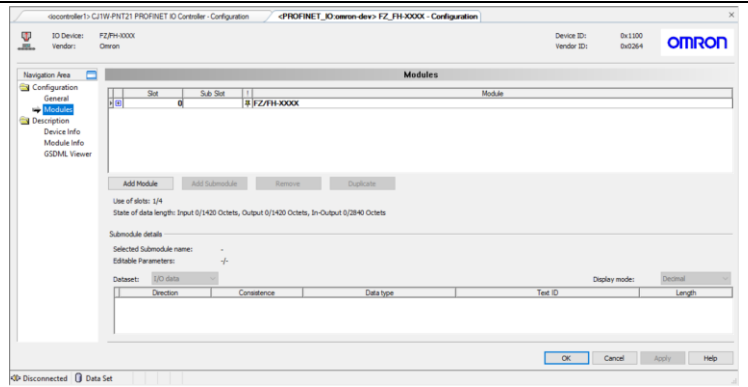 <iocontroller1> CJ1W-PNT21 PROFINET IO Controller - Configuration
<PROFINET_IO:omron-dev> FZ_FH-XXXX - Configuration
IO Device: FZ/FH-XXXX
Vendor: Omron
Device ID: 0x1100
Vendor ID: 0x0264
OMRON
Navigation Area
Configuration
General
Modules
Description
Device Info
Module Info
GSDML Viewer
Modules
Slot Sub Slot ! Module
0 FZ/FH-XXXX
Add Module Add Submodule Remove Duplicate
Use of slots: 1/4
State of data length: Input 0/1420 Octets, Output 0/1420 Octets, In-Output 0/2840 Octets
Submodule details
Selected Submodule name: -
Editable Parameters: -/-
Dataset: I/O data Display mode: Decimal
Direction Consistence Data type Text ID Length
OK Cancel Apply Help
Disconnected Data Set